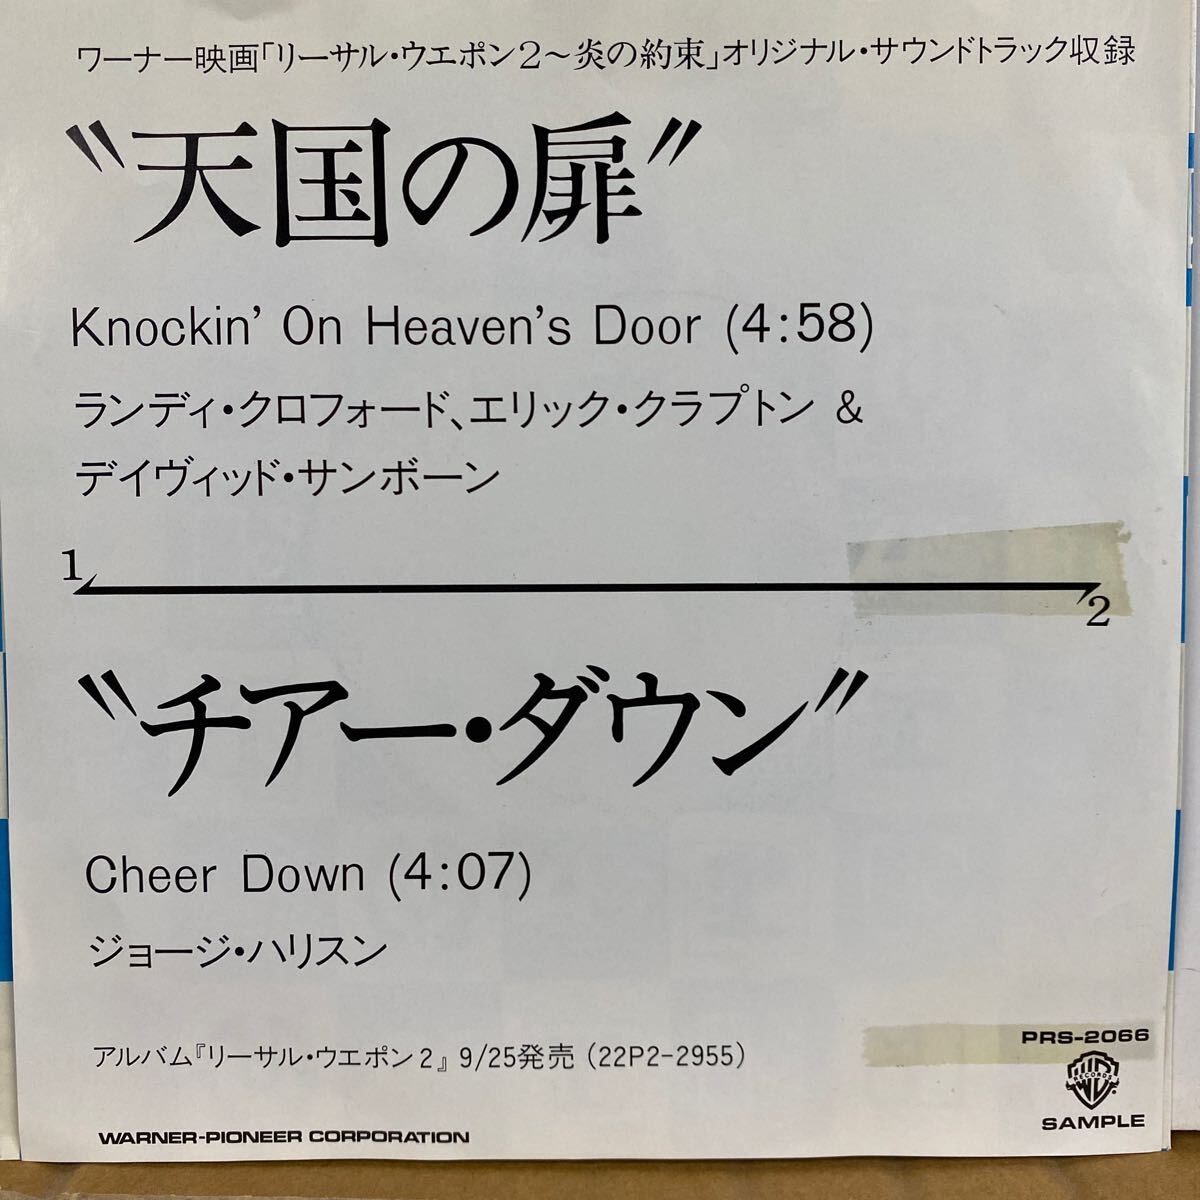 ワーナー映画「リーサル・ウエポン2〜炎の約束」オリジナル・サウンドトラック収録
〝天国の扉〟
Knockin' On Heaven's Door (4:58)
ランディ・クロフォード、エリック・クラプトン &
デイヴィッド・サンボーン
1
2
〝チアー・ダウン〟
Cheer Down (4:07)
ジョージ・ハリスン
アルバム『リーサル・ウエポン2』9/25発売 (22P2-2955)
PRS-2066
WB RECORDS
SAMPLE
WARNER-PIONEER CORPORATION